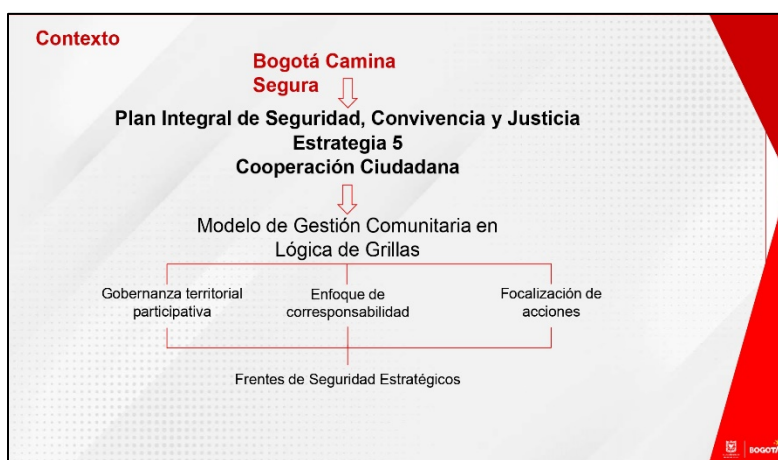 Contexto
Bogotá Camina
Segura
Plan Integral de Seguridad, Convivencia y Justicia
Estrategia 5
Cooperación Ciudadana
Modelo de Gestión Comunitaria en
Lógica de Grillas
Gobernanza territorial
participativa
Enfoque de
corresponsabilidad
Focalización de
acciones
Frentes de Seguridad Estratégicos
BOGOTÁ